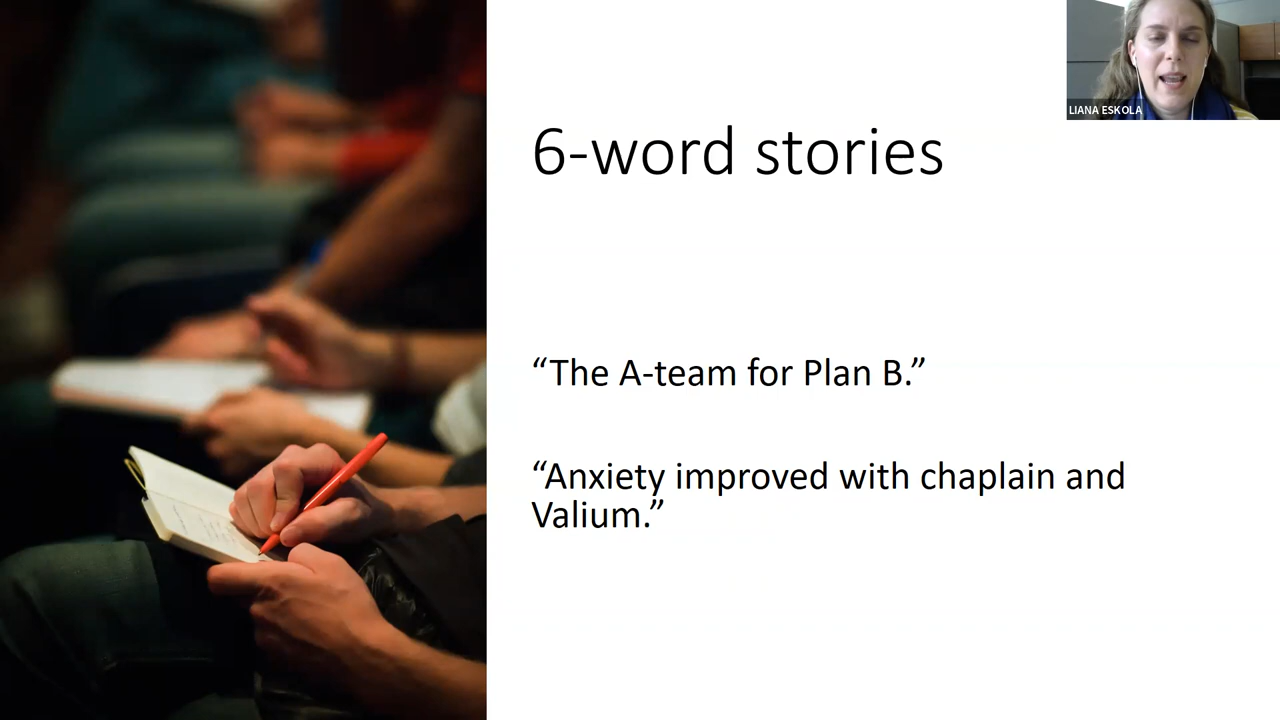 LIANA ESKOLA
6-word stories
“The A-team for Plan B.”
“Anxiety improved with chaplain and
Valium.”